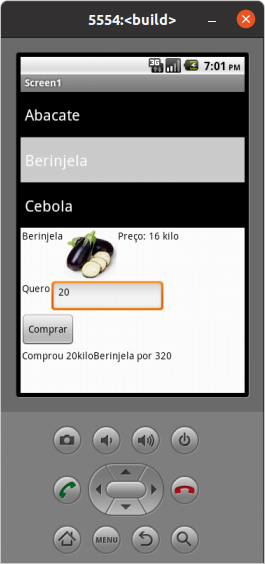 5554:<build>
3G
7:01 PM
Screen1
Abacate
Berinjela
Cebola
Berinjela Preço: 16 kilo
Quero 20
Comprar
Comprou 20kiloBerinjela por 320
MENU